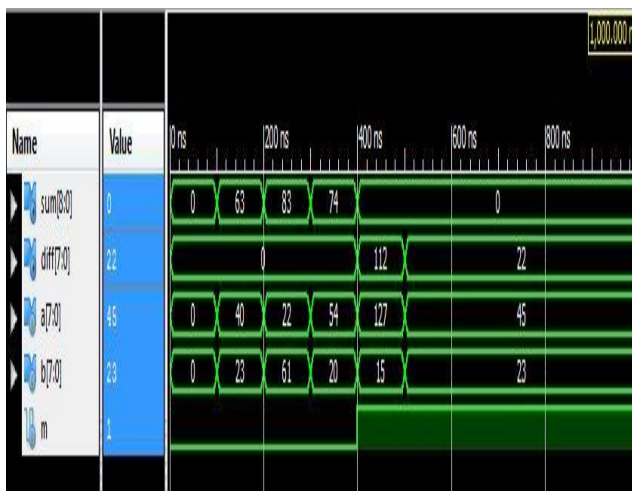 1,000.000 n
Name Value 0 ns 200 ns 400 ns 600 ns 800 ns
sum[8:0] 0 0 63 83 74 0
diff[7:0] 22 0 112 22
a[7:0] 45 0 40 22 54 127 45
b[7:0] 23 0 23 61 20 15 23
m 1